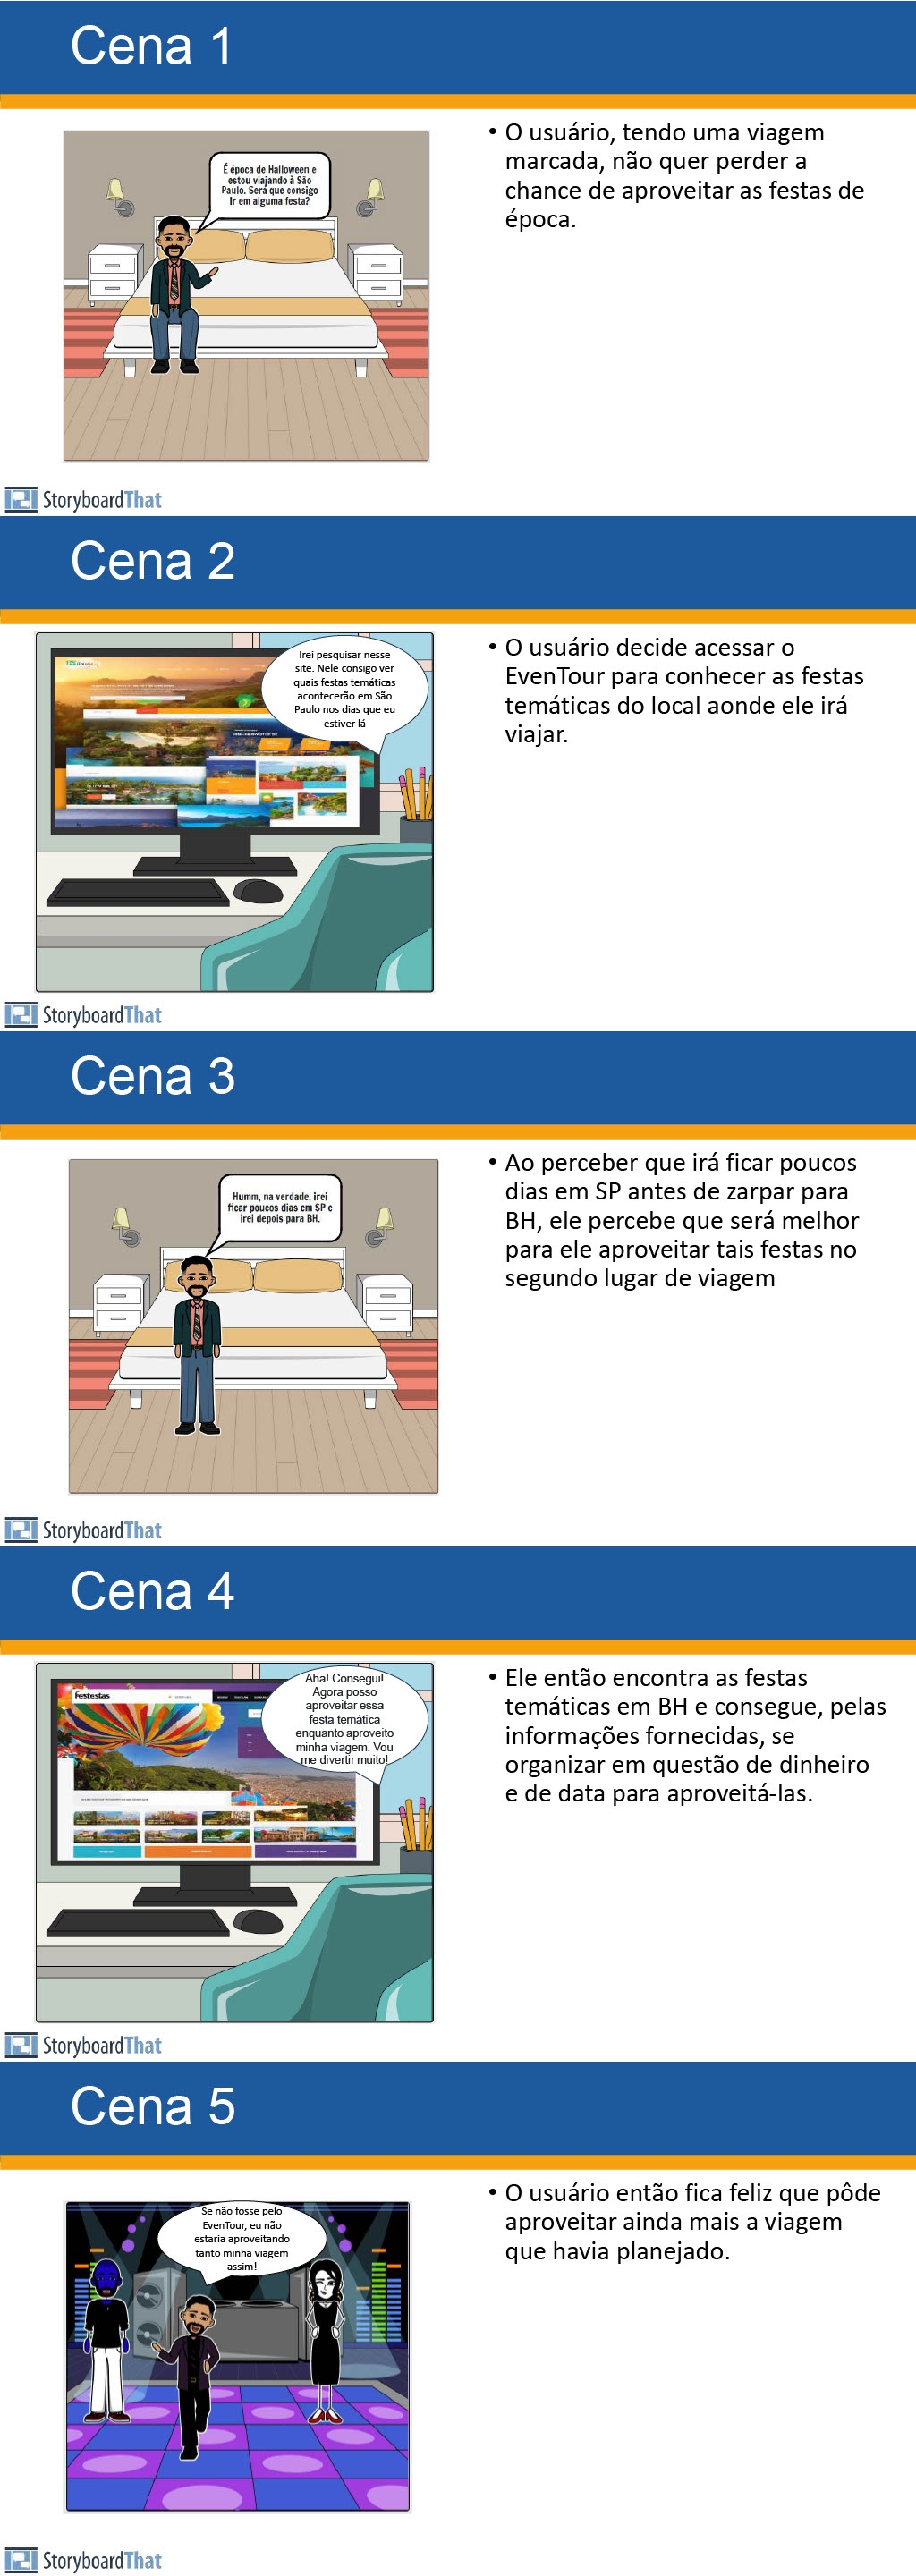 Cena 1
É época de Halloween e
estou viajando à São
Paulo. Será que consigo
ir em alguma festa?
• O usuário, tendo uma viagem
marcada, não quer perder a
chance de aproveitar as festas de
época.
StoryboardThat
Cena 2
Irei pesquisar nesse
site. Nele consigo ver
quais festas temáticas
acontecerão em São
Paulo nos dias que eu
estiver lá
• O usuário decide acessar o
EvenTour para conhecer as festas
temáticas do local aonde ele irá
viajar.
StoryboardThat
Cena 3
Humm, na verdade, irei
ficar poucos dias em SP e
irei depois para BH.
• Ao perceber que irá ficar poucos
dias em SP antes de zarpar para
BH, ele percebe que será melhor
para ele aproveitar tais festas no
segundo lugar de viagem
StoryboardThat
Cena 4
festestas
Aha! Consegui!
Agora posso
aproveitar essa
festa temática
enquanto aproveito
minha viagem. Vou
me divertir muito!
• Ele então encontra as festas
temáticas em BH e consegue, pelas
informações fornecidas, se
organizar em questão de dinheiro
e de data para aproveitá-las.
StoryboardThat
Cena 5
Se não fosse pelo
EvenTour, eu não
estaria aproveitando
tanto minha viagem
assim!
• O usuário então fica feliz que pôde
aproveitar ainda mais a viagem
que havia planejado.
StoryboardThat